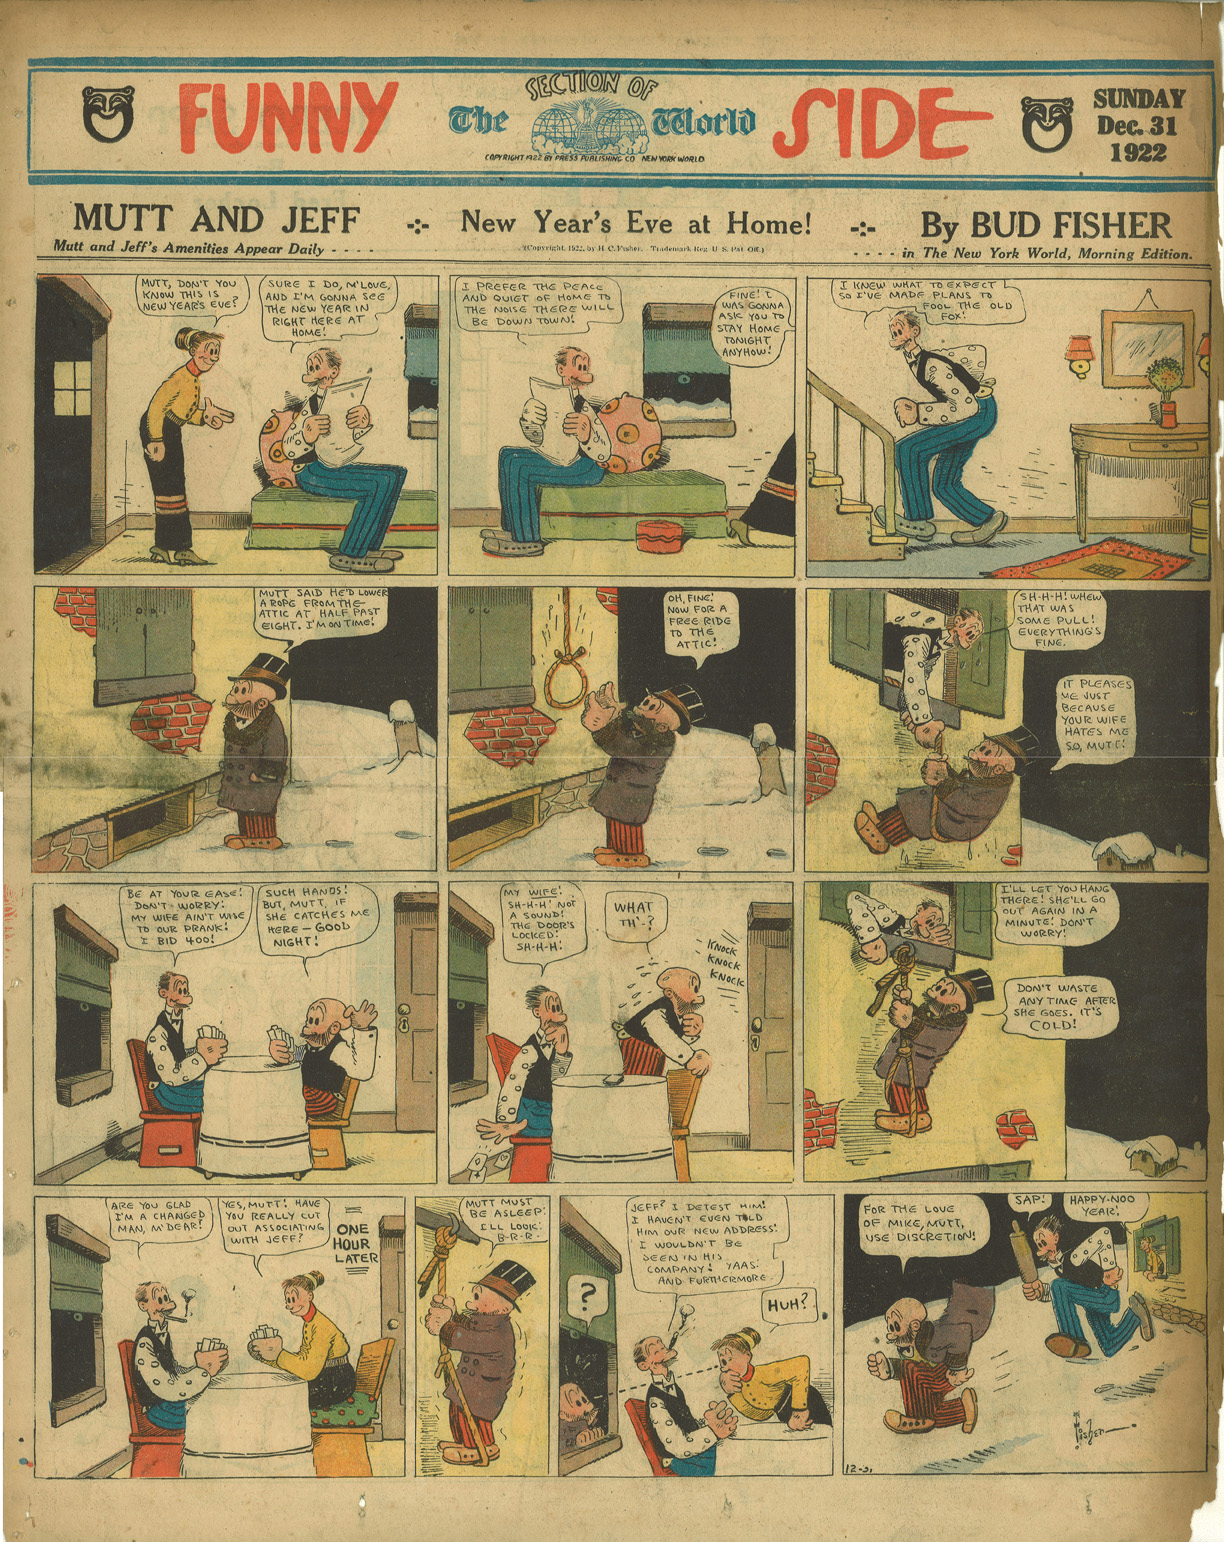 FUNNY
SECTION OF
The World
COPYRIGHT 1922 BY PRESS PUBLISHING CO NEW YORK WORLD
SIDE
SUNDAY
Dec. 31
1922
MUTT AND JEFF -:- New Year's Eve at Home! -:- By BUD FISHER
Mutt and Jeff's Amenities Appear Daily - - - -
(Copyright, 1922, by H. C. Fisher. Trademark Reg. U. S. Pat. Off.)
- - - - in The New York World, Morning Edition.
MUTT, DON'T YOU
KNOW THIS IS
NEW YEAR'S EVE?
SURE I DO, M'LOVE,
AND I'M GONNA SEE
THE NEW YEAR IN
RIGHT HERE AT
HOME!
I PREFER THE PEACE
AND QUIET OF HOME TO
THE NOISE THERE WILL
BE DOWN TOWN!
FINE! I
WAS GONNA
ASK YOU TO
STAY HOME
TONIGHT
ANYHOW!
I KNEW WHAT TO EXPECT
SO I'VE MADE PLANS TO
FOOL THE OLD
FOX!
MUTT SAID HE'D LOWER
A ROPE FROM THE
ATTIC AT HALF PAST
EIGHT. I'M ON TIME!
OH, FINE!
NOW FOR A
FREE RIDE
TO THE
ATTIC!
SH-H-H! WHEW
THAT WAS
SOME PULL!
EVERYTHING'S
FINE.
IT PLEASES
ME JUST
BECAUSE
YOUR WIFE
HATES ME
SO, MUTT!
BE AT YOUR EASE!
DON'T WORRY!
MY WIFE AIN'T WISE
TO OUR PRANK!
I BID 400!
SUCH HANDS!
BUT, MUTT, IF
SHE CATCHES ME
HERE — GOOD
NIGHT!
MY WIFE!
SH-H-H! NOT
A SOUND!
THE DOOR'S
LOCKED!
SH-H-H!
WHAT
TH'-?
KNOCK
KNOCK
KNOCK
I'LL LET YOU HANG
THERE! SHE'LL GO
OUT AGAIN IN A
MINUTE! DON'T
WORRY!
DON'T WASTE
ANY TIME AFTER
SHE GOES. IT'S
COLD!
ARE YOU GLAD
I'M A CHANGED
MAN, M'DEAR?
YES, MUTT! HAVE
YOU REALLY CUT
OUT ASSOCIATING
WITH JEFF?
ONE
HOUR
LATER
MUTT MUST
BE ASLEEP!
I'LL LOOK!
B-R-R-
?
JEFF? I DETEST HIM!
I HAVEN'T EVEN TOLD
HIM OUR NEW ADDRESS!
I WOULDN'T BE
SEEN IN HIS
COMPANY! YAAS!
AND FURTHERMORE-
HUH?
FOR THE LOVE
OF MIKE, MUTT,
USE DISCRETION!
SAP!
HAPPY-NOO
YEAR!
Bud Fisher
12-31